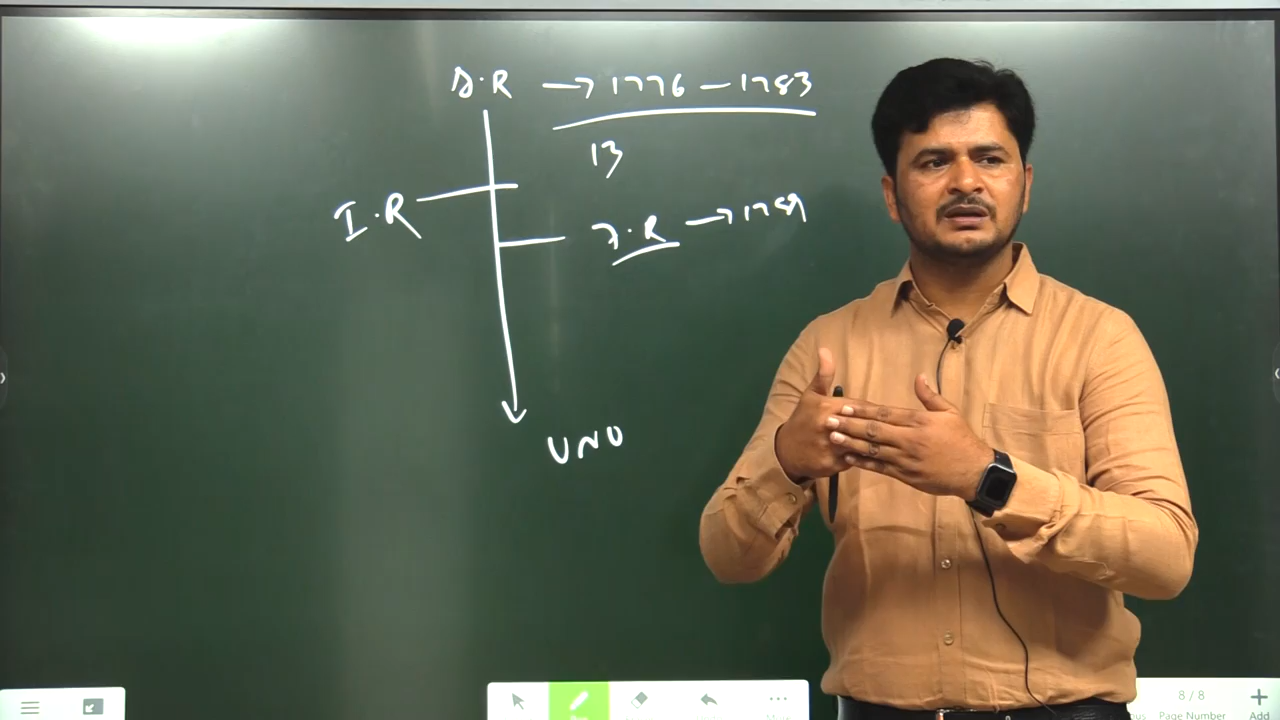 A.R → 1776 – 1783
13
I.R
F.R → 1789
UNO
8 / 8
Page Number
Add